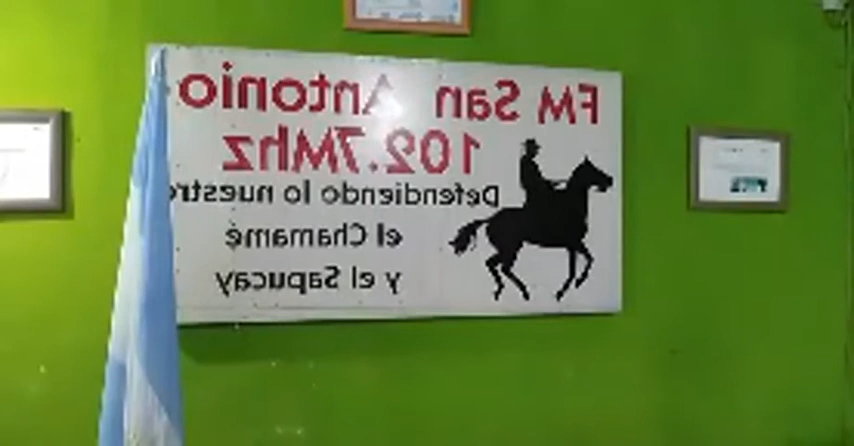 FM San Antonio
102.7Mhz
Defendiendo lo nuestro
el Chamamé
y el Sapucay